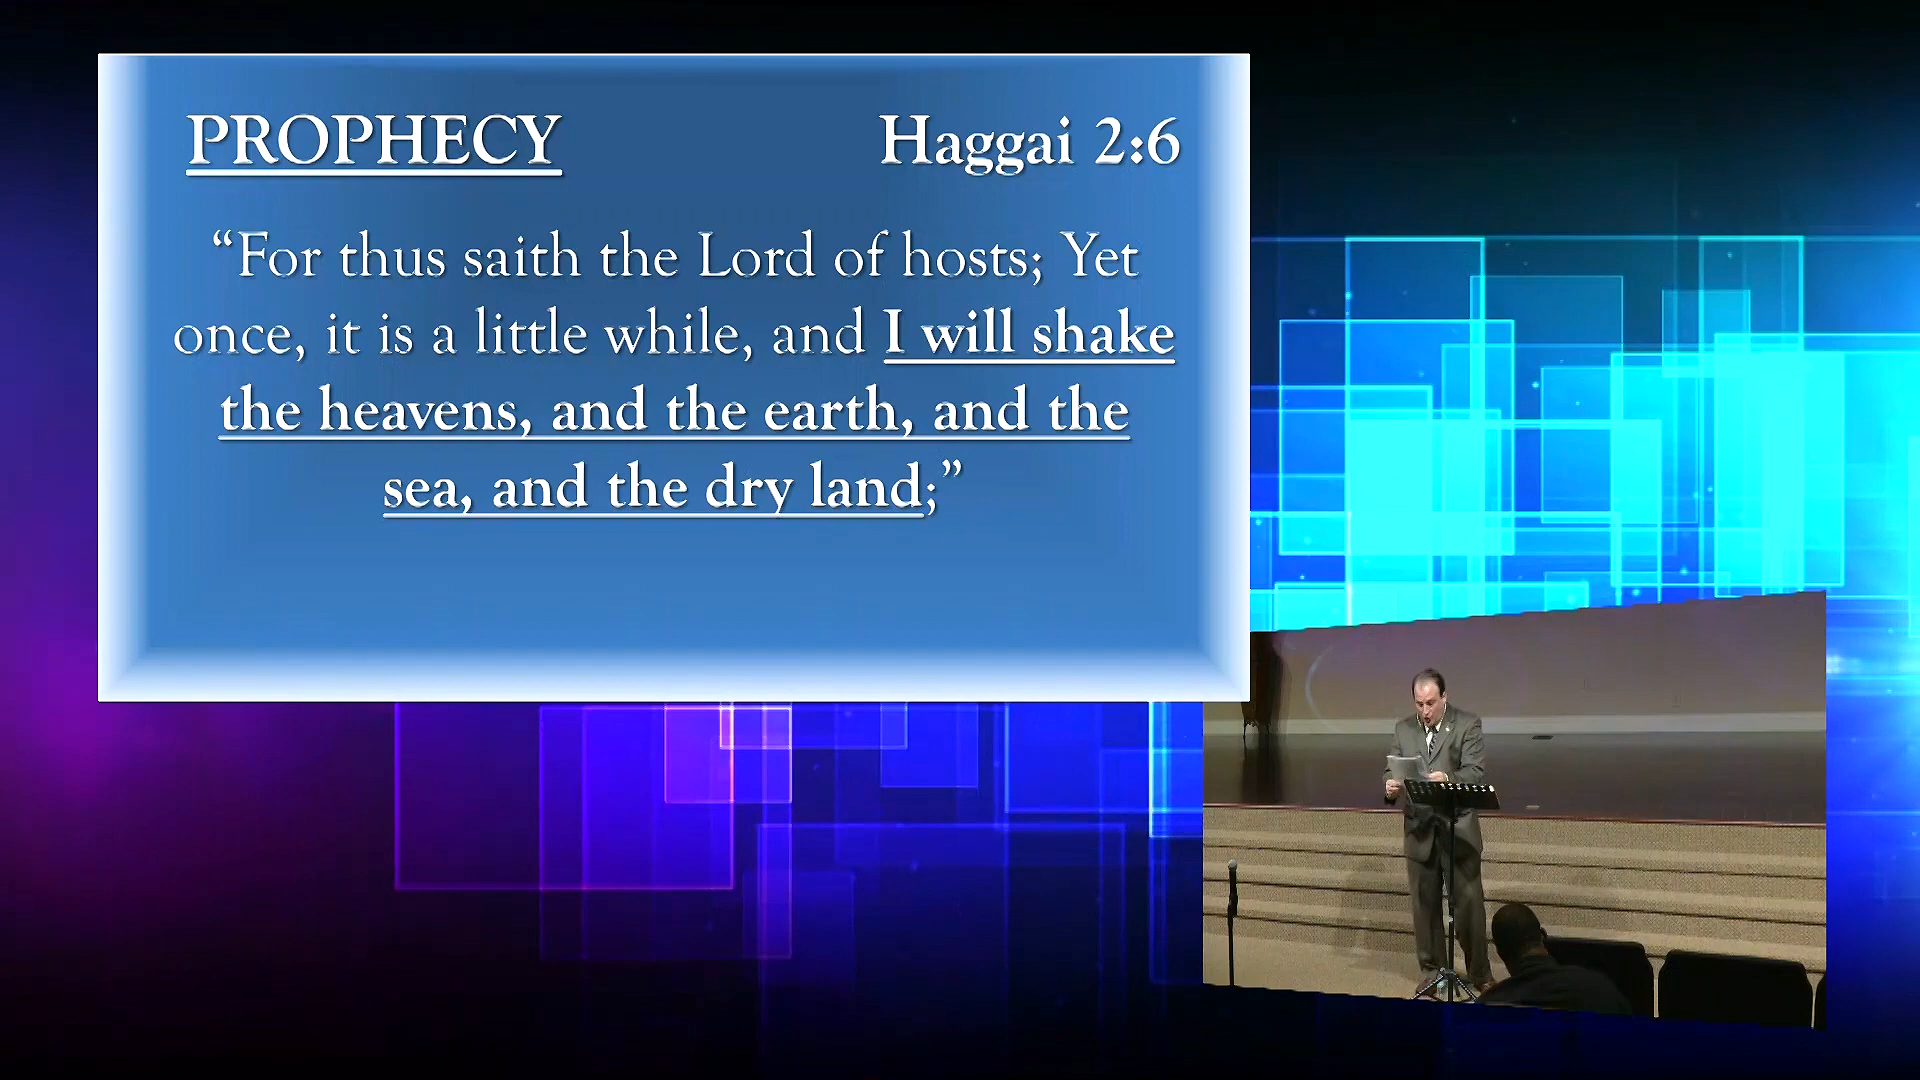 PROPHECY Haggai 2:6
“For thus saith the Lord of hosts; Yet
once, it is a little while, and I will shake
the heavens, and the earth, and the
sea, and the dry land;”